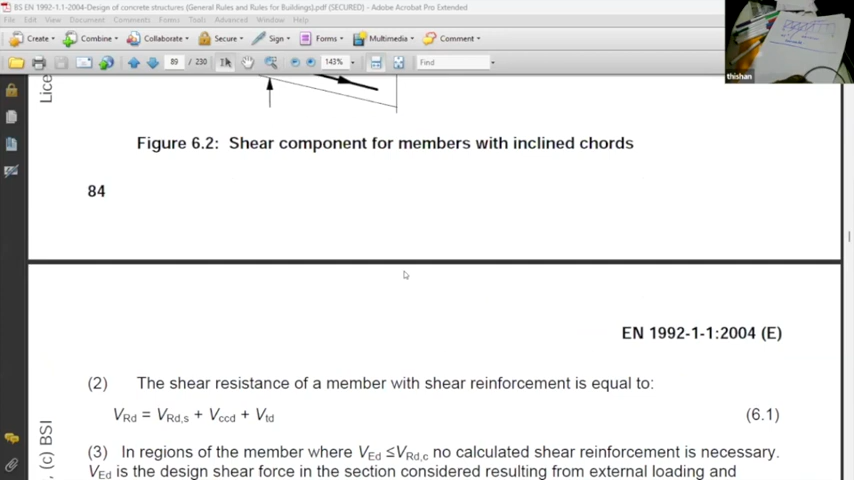 BS EN 1992-1.1-2004-Design of concrete structures (General Rules and Rules for Buildings).pdf (SECURED) - Adobe Acrobat Pro Extended
File Edit View Document Comments Forms Tools Advanced Window Help
Create Combine Collaborate Secure Sign Forms Multimedia Comment
89 / 230 143% Find
thishan
Lice
Figure 6.2: Shear component for members with inclined chords
84
EN 1992-1-1:2004 (E)
(2) The shear resistance of a member with shear reinforcement is equal to:
VRd = VRd,s + Vccd + Vtd (6.1)
(3) In regions of the member where VEd ≤VRd,c no calculated shear reinforcement is necessary.
VEd is the design shear force in the section considered resulting from external loading and
, (c) BSI